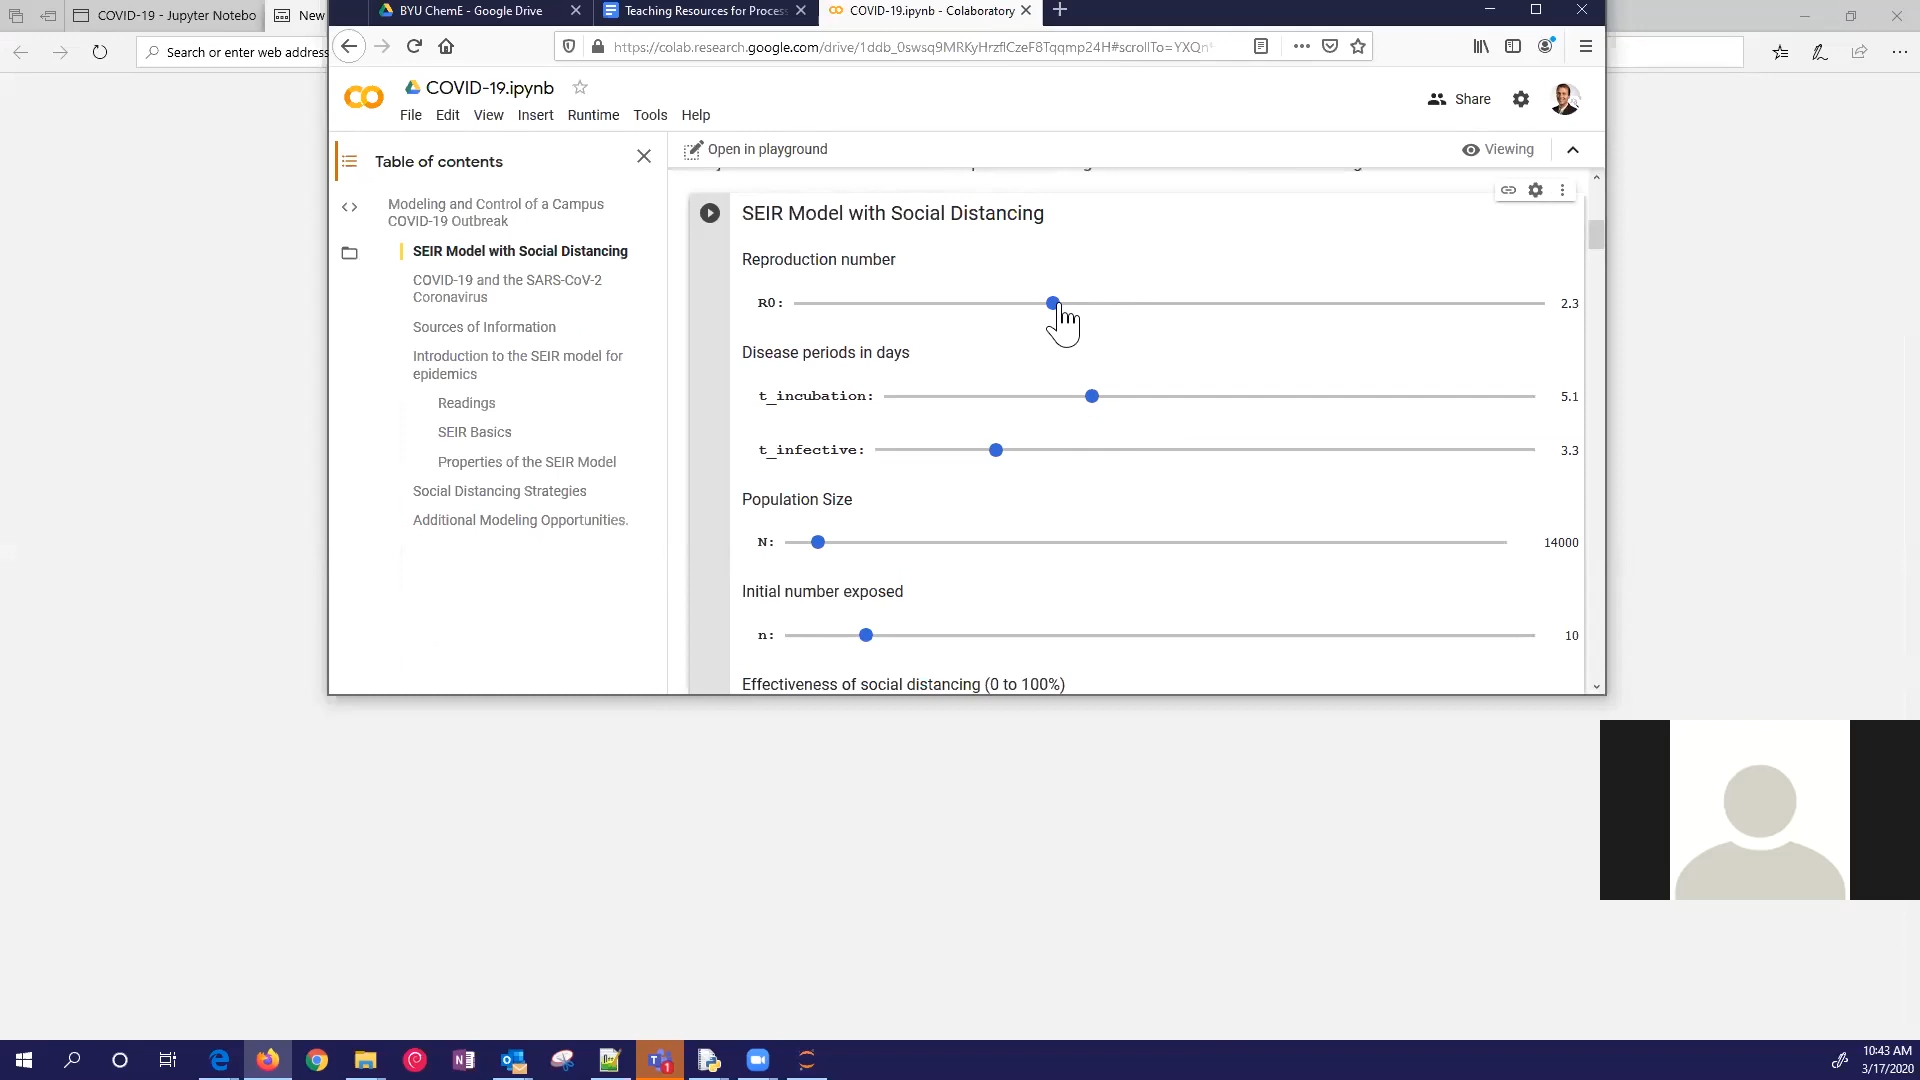 COVID-19 - Jupyter Notebo
New
Search or enter web address
BYU ChemE - Google Drive
Teaching Resources for Process
COVID-19.ipynb - Colaboratory
https://colab.research.google.com/drive/1ddb_0swsq9MRKyHrzflCzeF8Tqqmp24H#scrollTo=YXQn
COVID-19.ipynb
File Edit View Insert Runtime Tools Help
Share
Table of contents
Modeling and Control of a Campus
COVID-19 Outbreak
SEIR Model with Social Distancing
COVID-19 and the SARS-CoV-2
Coronavirus
Sources of Information
Introduction to the SEIR model for
epidemics
Readings
SEIR Basics
Properties of the SEIR Model
Social Distancing Strategies
Additional Modeling Opportunities.
Open in playground
Viewing
SEIR Model with Social Distancing
Reproduction number
R0: 2.3
Disease periods in days
t_incubation: 5.1
t_infective: 3.3
Population Size
N: 14000
Initial number exposed
n: 10
Effectiveness of social distancing (0 to 100%)
10:43 AM
3/17/2020